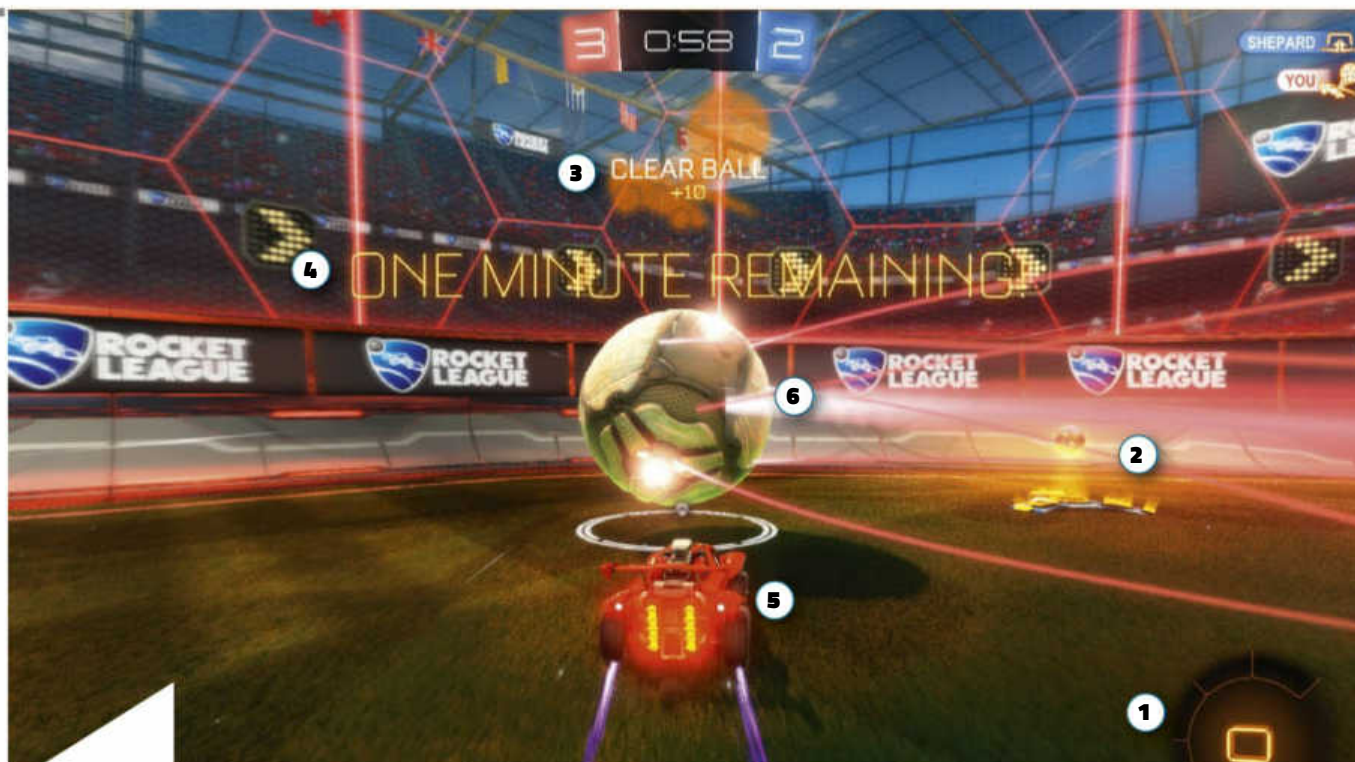 3 0:58 2
SHEPARD
YOU
3 CLEAR BALL
+10
4 ONE MINUTE REMAINING!
ROCKET
LEAGUE
ROCKET
LEAGUE
ROCKET
LEAGUE
ROCKET
LEAGUE
6
2
5
1